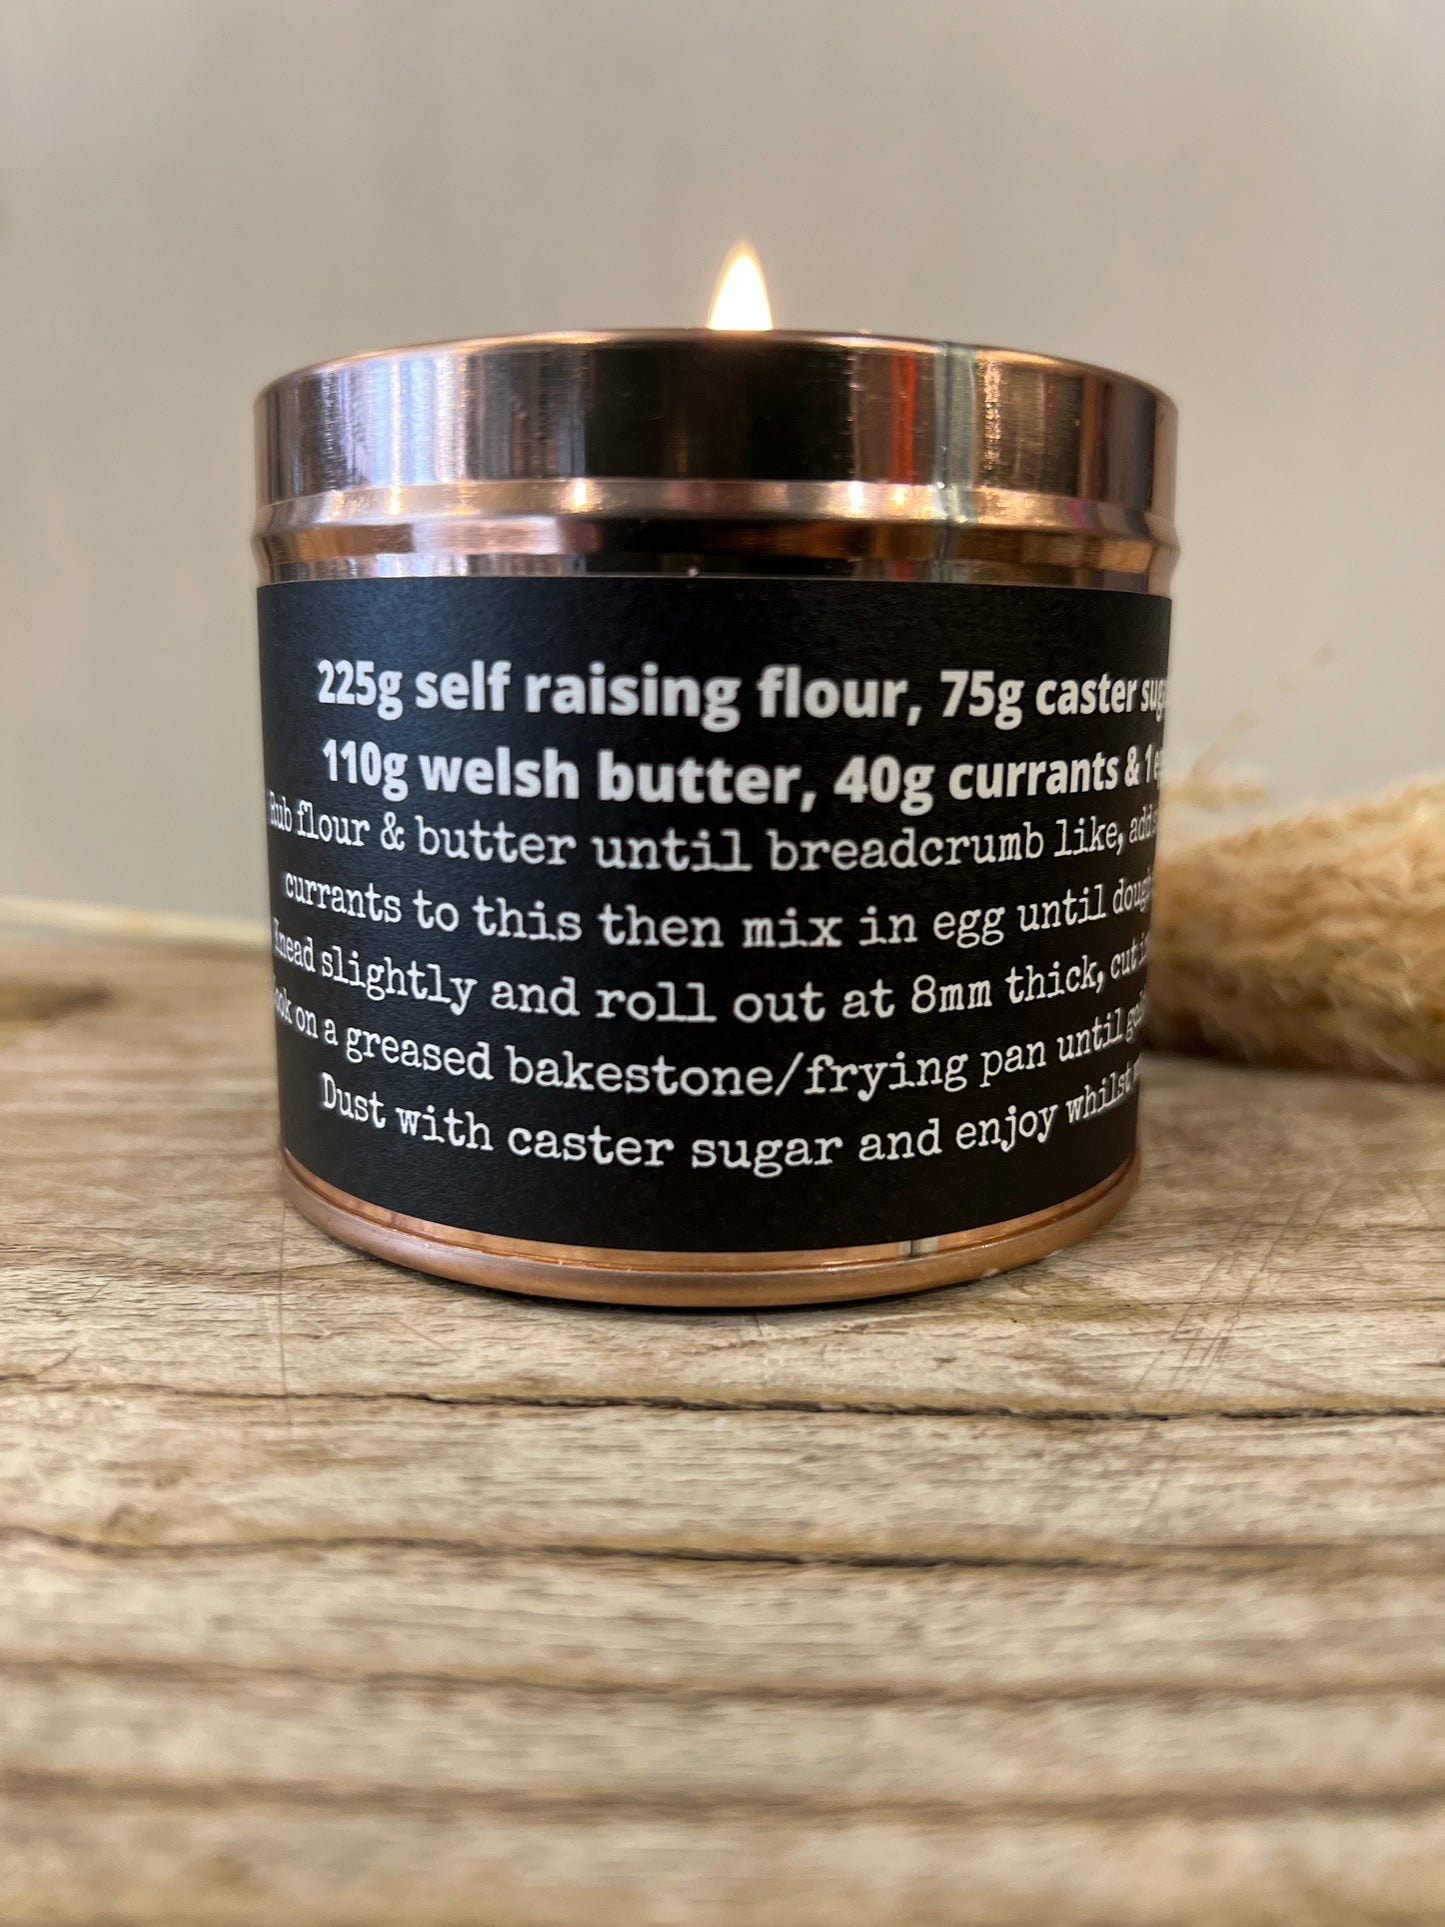 225g self raising flour, 75g caster
110g welsh butter, 40g currants & 1
Rub flour & butter until breadcrumb like, add
currants to this then mix in egg until
Knead slightly and roll out at 8mm thick, cut
on a greased bakestone/frying pan until
Dust with caster sugar and enjoy whilst